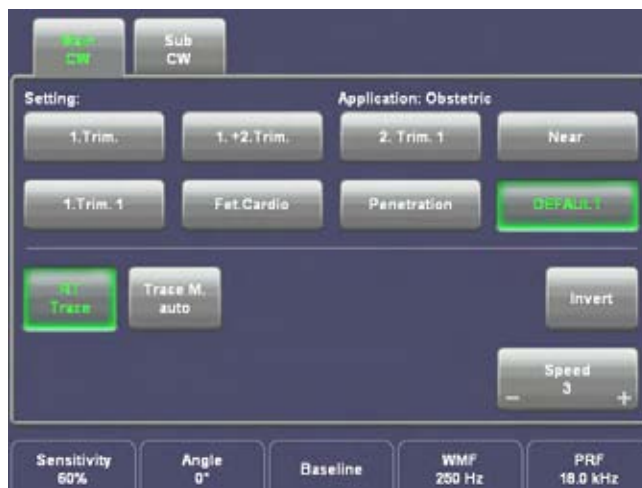 Main
CW
Sub
CW
Setting:
Application: Obstetric
1.Trim.
1. +2.Trim.
2. Trim. 1
Near
1.Trim. 1
Fet.Cardio
Penetration
DEFAULT
RT
Trace
Trace M.
auto
Invert
Speed
3
- +
Sensitivity
60%
Angle
0°
Baseline
WMF
250 Hz
PRF
18.0 kHz